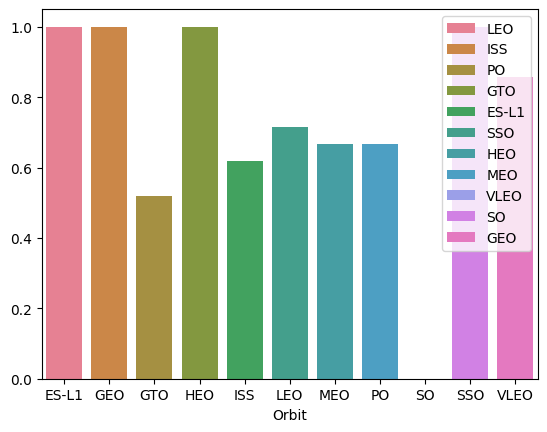 1.0
0.8
0.6
0.4
0.2
0.0
LEO
ISS
PO
GTO
ES-L1
SSO
HEO
MEO
VLEO
SO
GEO
ES-L1 GEO GTO HEO ISS LEO MEO PO SO SSO VLEO
Orbit